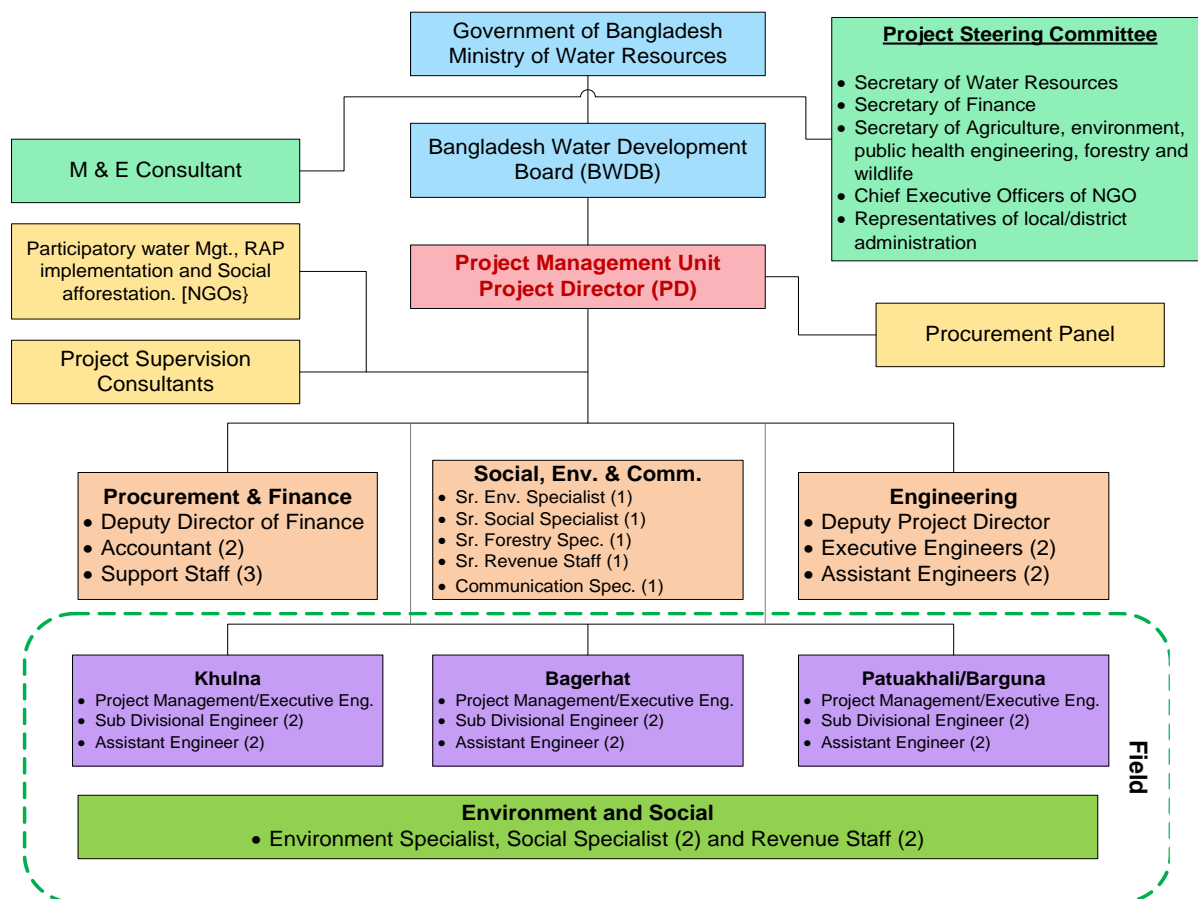 Government of Bangladesh
Ministry of Water Resources
Project Steering Committee
• Secretary of Water Resources
• Secretary of Finance
• Secretary of Agriculture, environment,
public health engineering, forestry and
wildlife
• Chief Executive Officers of NGO
• Representatives of local/district
administration
M & E Consultant
Bangladesh Water Development
Board (BWDB)
Participatory water Mgt., RAP
implementation and Social
afforestation. [NGOs}
Project Management Unit
Project Director (PD)
Procurement Panel
Project Supervision
Consultants
Procurement & Finance
• Deputy Director of Finance
• Accountant (2)
• Support Staff (3)
Social, Env. & Comm.
• Sr. Env. Specialist (1)
• Sr. Social Specialist (1)
• Sr. Forestry Spec. (1)
• Sr. Revenue Staff (1)
• Communication Spec. (1)
Engineering
• Deputy Project Director
• Executive Engineers (2)
• Assistant Engineers (2)
Khulna
• Project Management/Executive Eng.
• Sub Divisional Engineer (2)
• Assistant Engineer (2)
Bagerhat
• Project Management/Executive Eng.
• Sub Divisional Engineer (2)
• Assistant Engineer (2)
Patuakhali/Barguna
• Project Management/Executive Eng.
• Sub Divisional Engineer (2)
• Assistant Engineer (2)
Field
Environment and Social
• Environment Specialist, Social Specialist (2) and Revenue Staff (2)